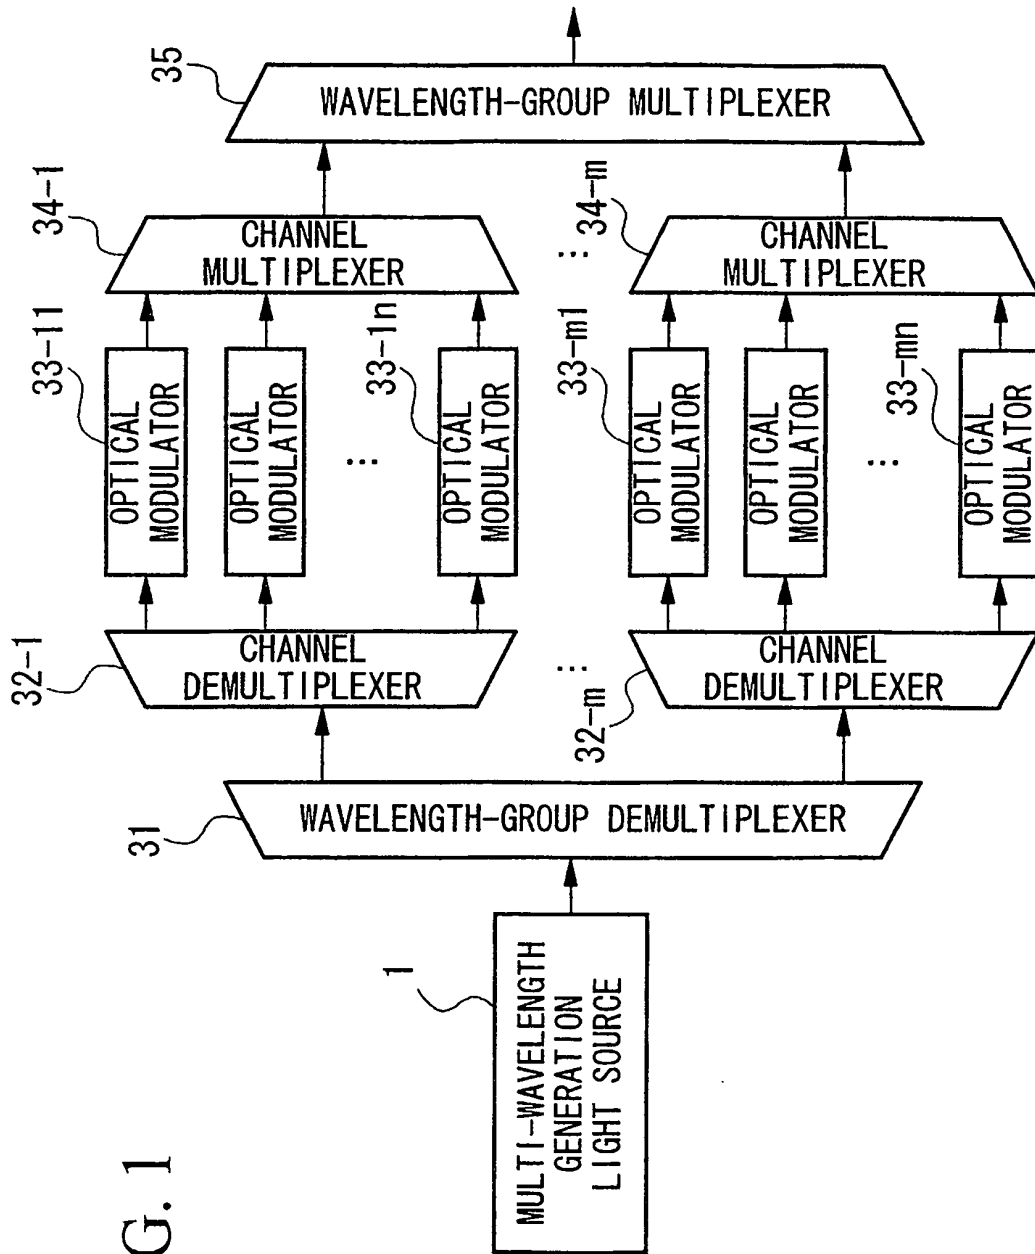 G. 1
1
MULTI-WAVELENGTH
GENERATION
LIGHT SOURCE
31
WAVELENGTH-GROUP DEMULTIPLEXER
32-1
CHANNEL
DEMULTIPLEXER
...
32-m
CHANNEL
DEMULTIPLEXER
33-11
OPTICAL
MODULATOR
OPTICAL
MODULATOR
...
33-1n
OPTICAL
MODULATOR
33-m1
OPTICAL
MODULATOR
OPTICAL
MODULATOR
...
33-mn
OPTICAL
MODULATOR
34-1
CHANNEL
MULTIPLEXER
...
34-m
CHANNEL
MULTIPLEXER
35
WAVELENGTH-GROUP MULTIPLEXER